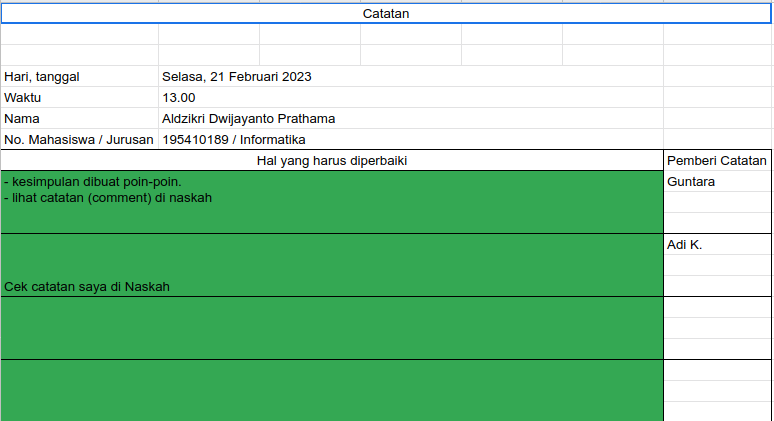 Catatan
Hari, tanggal Selasa, 21 Februari 2023
Waktu 13.00
Nama Aldzikri Dwijayanto Prathama
No. Mahasiswa / Jurusan 195410189 / Informatika
Hal yang harus diperbaiki Pemberi Catatan
- kesimpulan dibuat poin-poin. Guntara
- lihat catatan (comment) di naskah
Adi K.
Cek catatan saya di Naskah